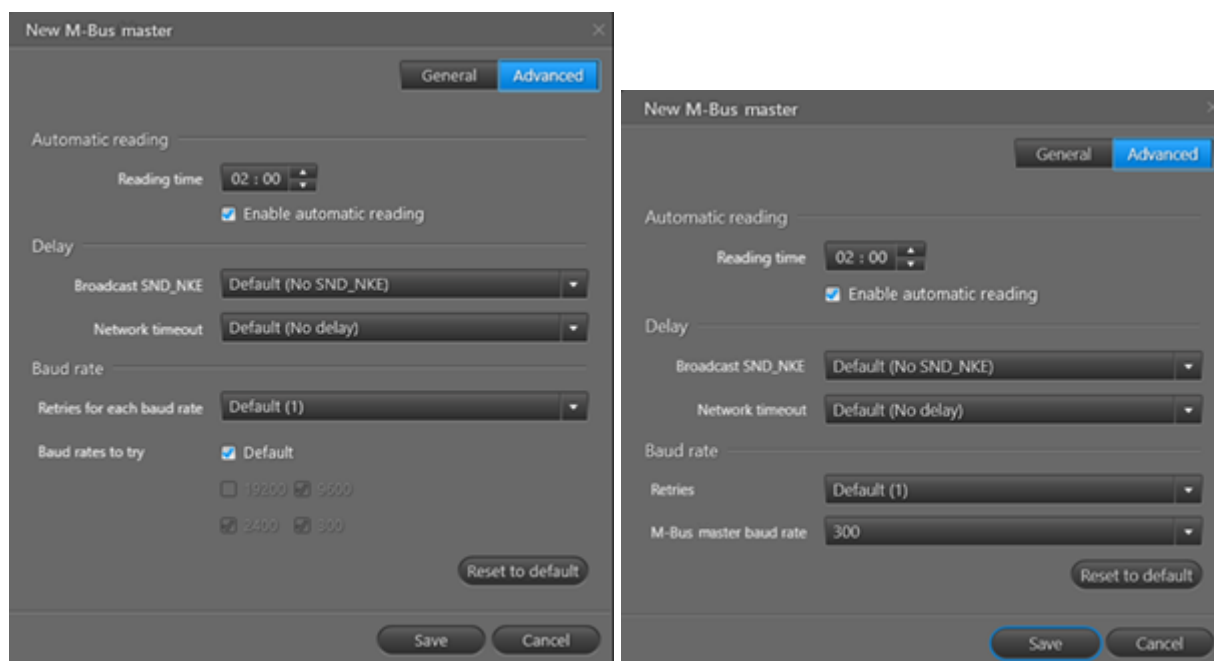 New M-Bus master
General Advanced
Automatic reading
Reading time 02 : 00
Enable automatic reading
Delay
Broadcast SND_NKE Default (No SND_NKE)
Network timeout Default (No delay)
Baud rate
Retries for each baud rate Default (1)
Baud rates to try Default
19200 9600
2400 300
Reset to default
Save Cancel
New M-Bus master
General Advanced
Automatic reading
Reading time 02 : 00
Enable automatic reading
Delay
Broadcast SND_NKE Default (No SND_NKE)
Network timeout Default (No delay)
Baud rate
Retries Default (1)
M-Bus master baud rate 300
Reset to default
Save Cancel